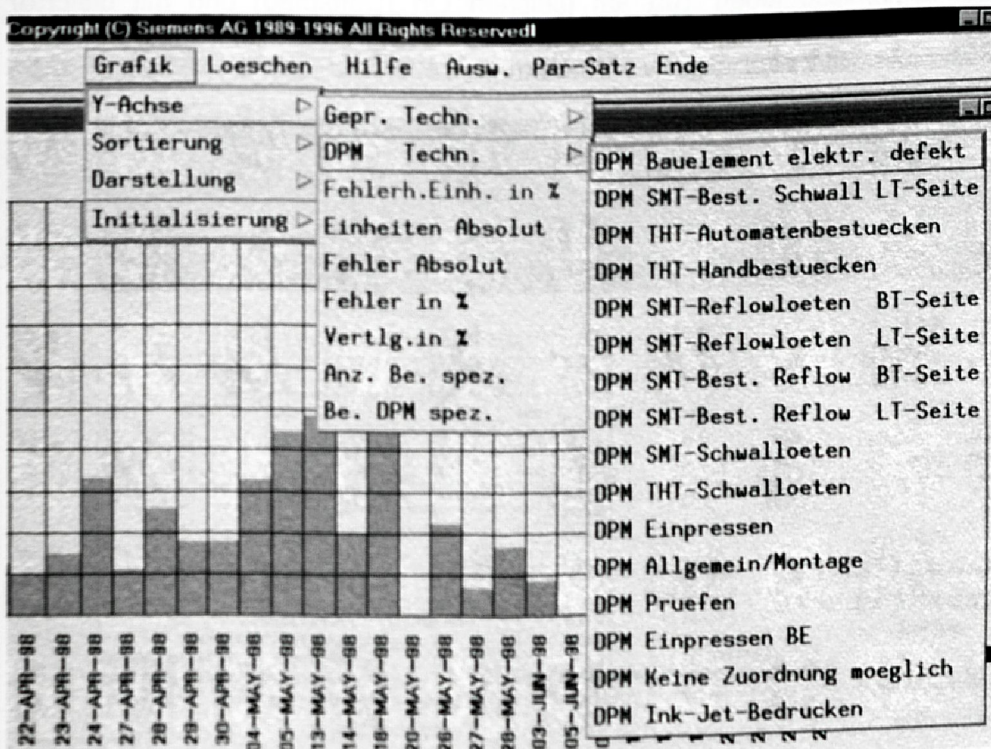 Copyright (C) Siemens AG 1989-1996 All Rights Reserved!
Grafik Loeschen Hilfe Ausw. Par-Satz Ende
Y-Achse
Sortierung
Darstellung
Initialisierung
Gepr. Techn.
DPM Techn.
Fehlerh.Einh. in %
Einheiten Absolut
Fehler Absolut
Fehler in %
Vertlg.in %
Anz. Be. spez.
Be. DPM spez.
DPM Bauelement elektr. defekt
DPM SMT-Best. Schwall LT-Seite
DPM THT-Automatenbestuecken
DPM THT-Handbestuecken
DPM SMT-Reflowloeten BT-Seite
DPM SMT-Reflowloeten LT-Seite
DPM SMT-Best. Reflow BT-Seite
DPM SMT-Best. Reflow LT-Seite
DPM SMT-Schwalloeten
DPM THT-Schwalloeten
DPM Einpressen
DPM Allgemein/Montage
DPM Pruefen
DPM Einpressen BE
DPM Keine Zuordnung moeglich
DPM Ink-Jet-Bedrucken
22-APR-98
23-APR-98
24-APR-98
27-APR-98
28-APR-98
29-APR-98
30-APR-98
04-MAY-98
05-MAY-98
13-MAY-98
14-MAY-98
18-MAY-98
20-MAY-98
26-MAY-98
27-MAY-98
28-MAY-98
03-JUN-98
05-JUN-98